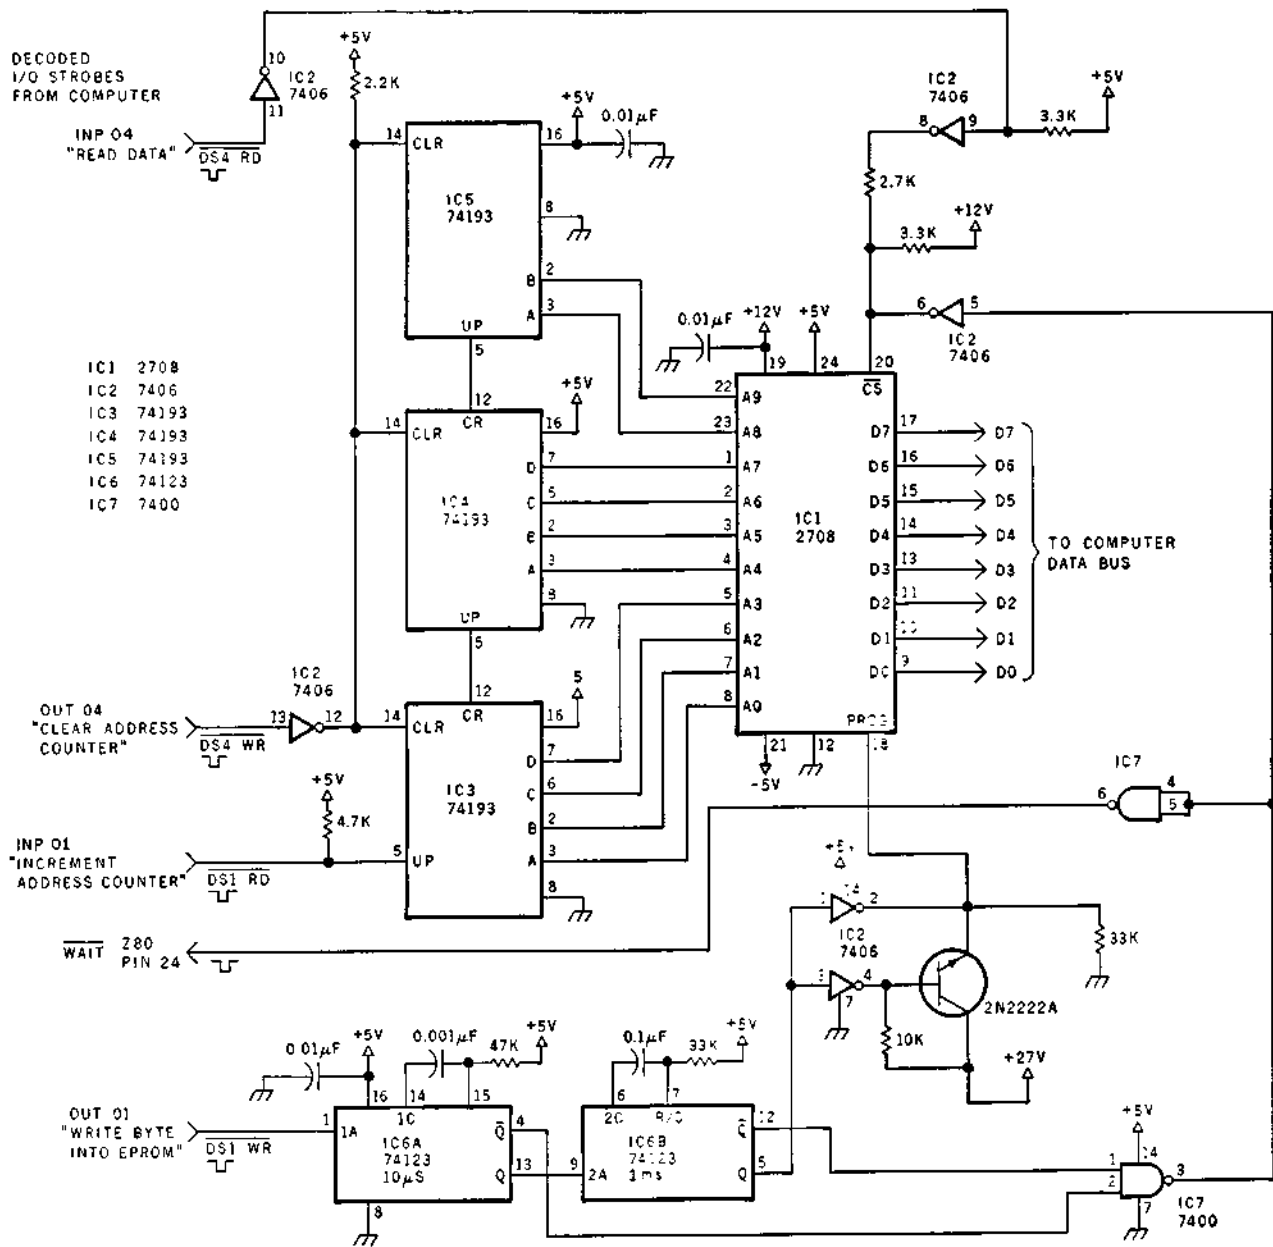 DECODED
I/O STROBES
FROM COMPUTER
INP 04
"READ DATA"
DS4 RD
10
11
IC2
7406
+5V
2.2K
14
CLR
IC5
74193
16
+5V
0.01µF
8
B 2
A 3
UP
5
IC2
7406
8
9
3.3K
+5V
2.7K
+12V
3.3K
6
5
IC2
7406
IC1 2708
IC2 7406
IC3 74193
IC4 74193
IC5 74193
IC6 74123
IC7 7400
12
CR
14
CLR
16
+5V
IC4
74193
D 7
C
B 2
A
8
UP
5
0.01µF
+12V
+5V
19
24
20
CS
22 A9
23 A8
1 A7
2 A6
3 A5
4 A4
5 A3
6 A2
7 A1
8 A0
IC1
2708
D7 17 D7
D6 16 D6
D5 15 D5
D4 14 D4
D3 13 D3
D2 11 D2
D1 10 D1
9 D0
TO COMPUTER
DATA BUS
PROG
21
12
18
-5V
OUT 04
"CLEAR ADDRESS
COUNTER"
DS4 WR
13
12
IC2
7406
12
CR
14
CLR
16
5
IC3
74193
D 7
C 6
B 2
A 3
8
INP 01
"INCREMENT
ADDRESS COUNTER"
DS1 RD
+5V
4.7K
5
UP
IC7
4
5
6
WAIT Z80
PIN 24
14
2
IC2
7406
4
7
33K
2N2222A
10K
+27V
OUT 01
"WRITE BYTE
INTO EPROM"
DS1 WR
0.01µF
+5V
0.001µF
47K
+5V
0.1µF
33K
16
14
15
1
1A
1C
IC6A
74123
10µS
Q 4
Q 13
8
6
7
2C
9
2A
IC6B
74123
1ms
12
Q 5
+5V
14
1
2
3
7
IC7
7400